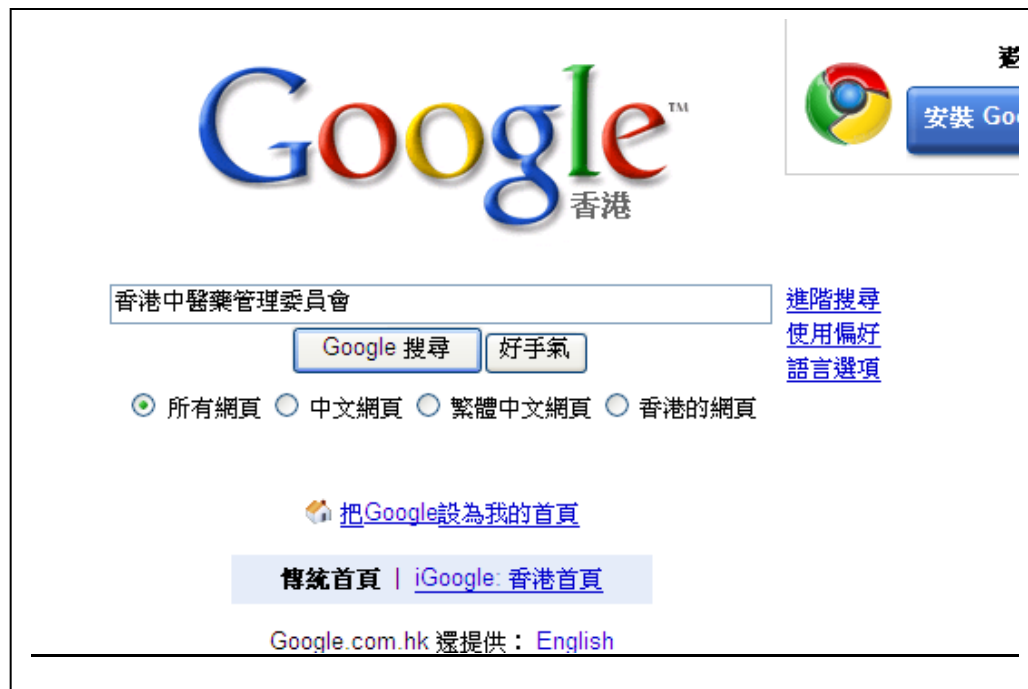 Google™
香港
安裝 Goo
香港中醫藥管理委員會
進階搜尋
Google 搜尋 好手氣
使用偏好
語言選項
所有網頁 中文網頁 繁體中文網頁 香港的網頁
把Google設為我的首頁
傳統首頁 | iGoogle: 香港首頁
Google.com.hk 還提供： English